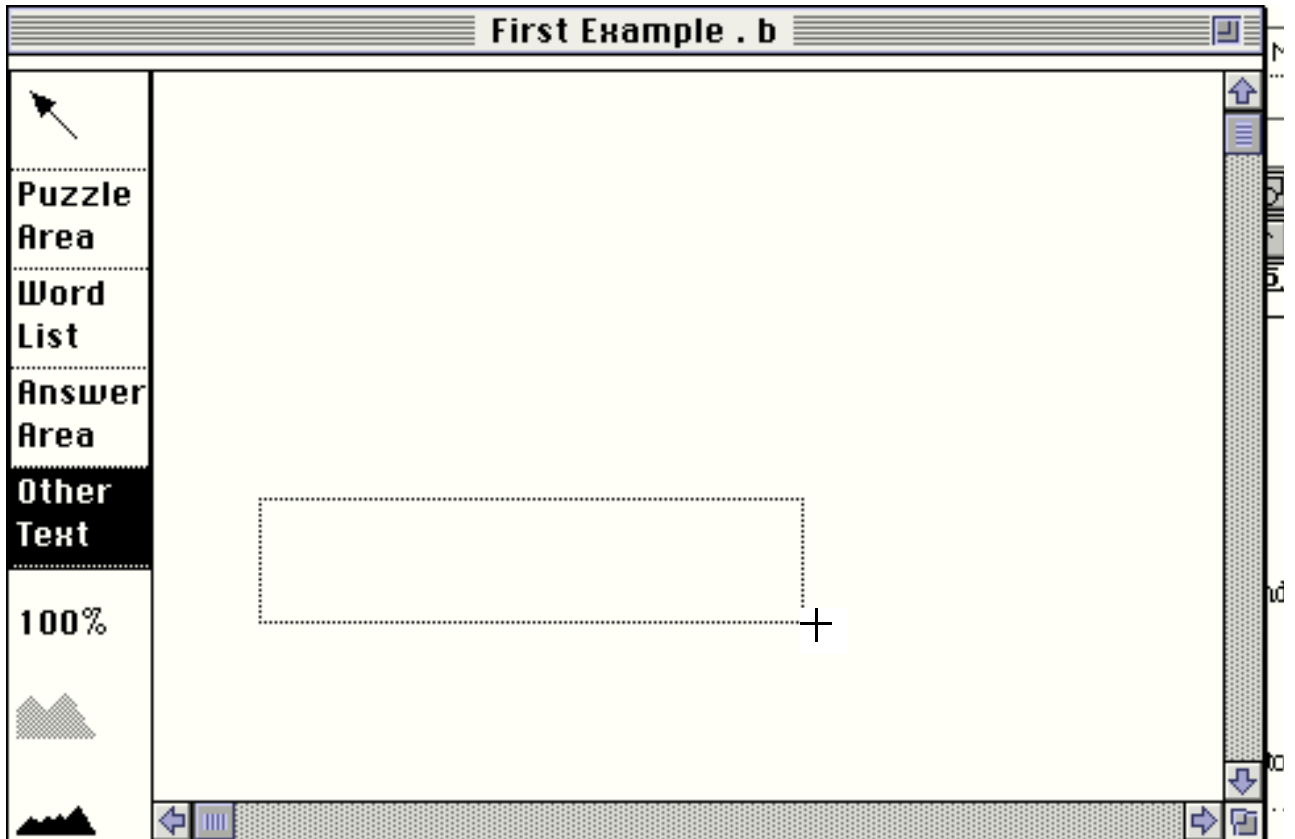 First Example . b
Puzzle
Area
Word
List
Answer
Area
Other
Text
100%